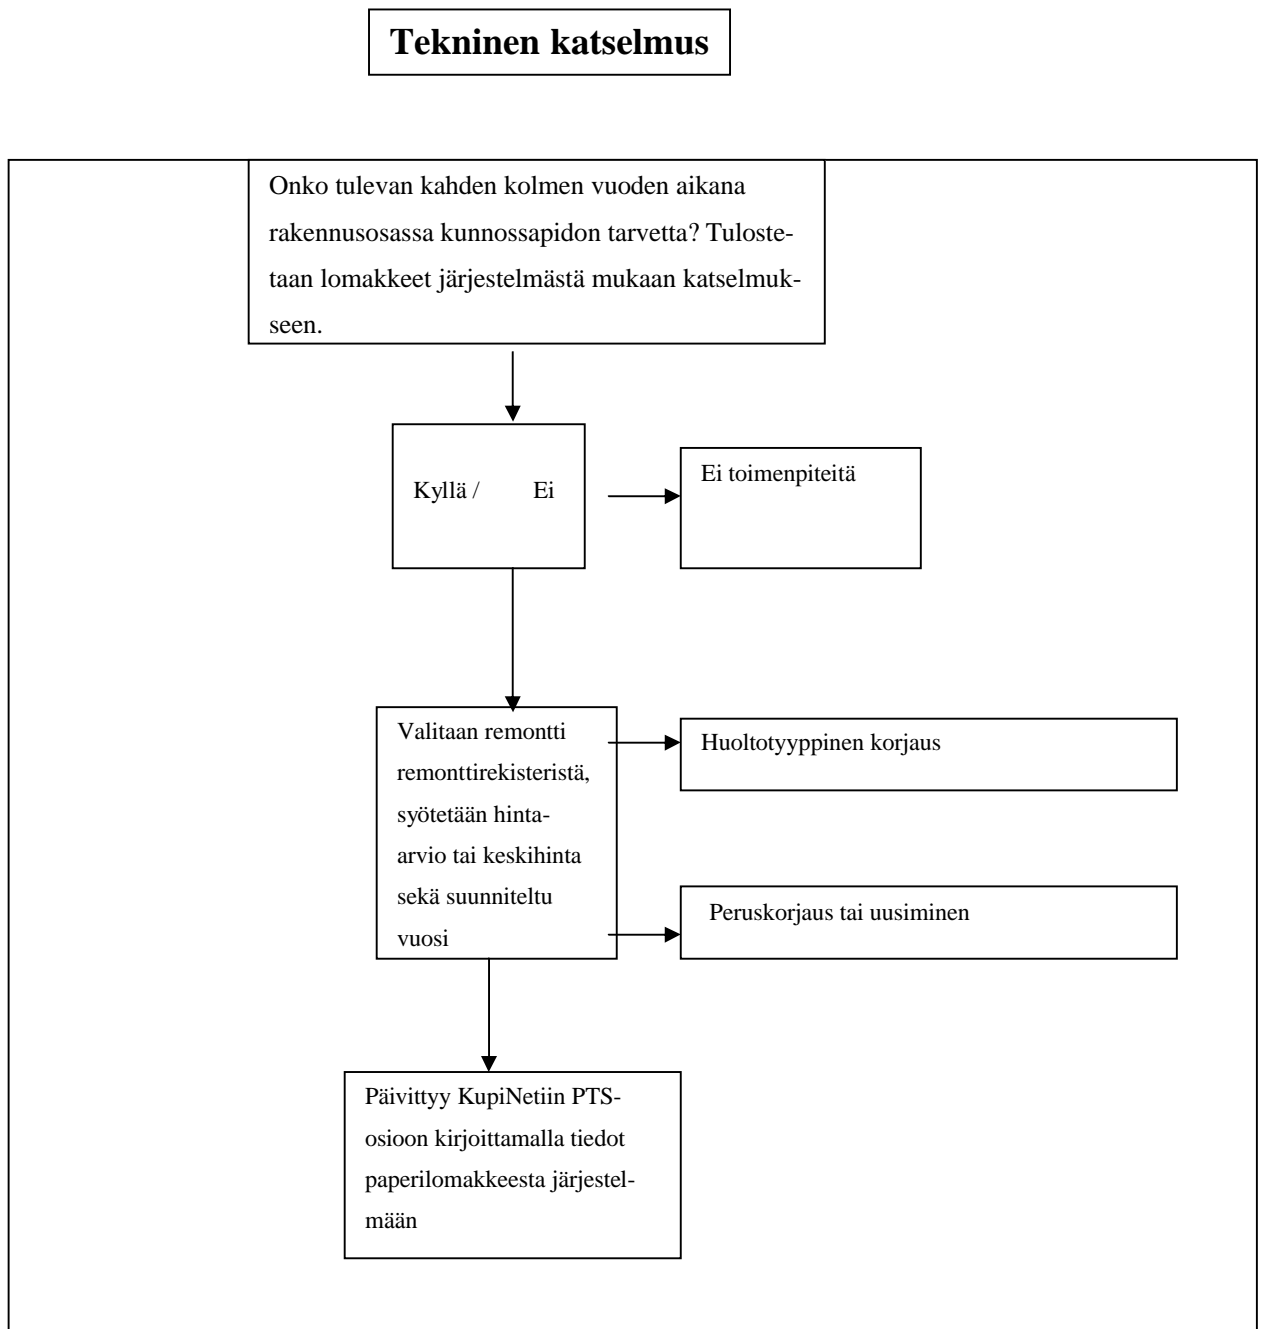 Tekninen katselmus
Onko tulevan kahden kolmen vuoden aikana
rakennusosassa kunnossapidon tarvetta? Tuloste-
taan lomakkeet järjestelmästä mukaan katselmuk-
seen.
Kyllä / Ei
Ei toimenpiteitä
Valitaan remontti
remonttirekisteristä,
syötetään hinta-
arvio tai keskihinta
sekä suunniteltu
vuosi
Huoltotyyppinen korjaus
Peruskorjaus tai uusiminen
Päivittyy KupiNetiin PTS-
osioon kirjoittamalla tiedot
paperilomakkeesta järjestel-
mään